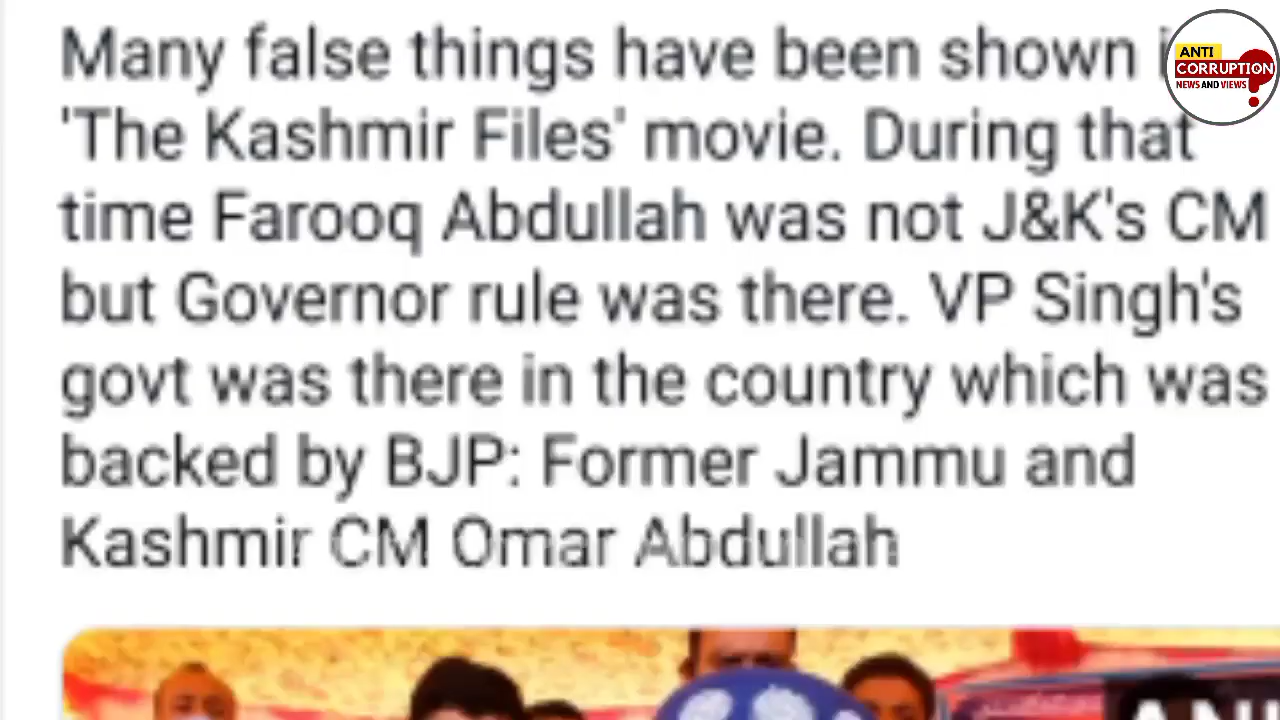 Many false things have been shown
'The Kashmir Files' movie. During that
time Farooq Abdullah was not J&K's CM
but Governor rule was there. VP Singh's
govt was there in the country which was
backed by BJP: Former Jammu and
Kashmir CM Omar Abdullah
ANTI
CORRUPTION
NEWS AND VIEWS